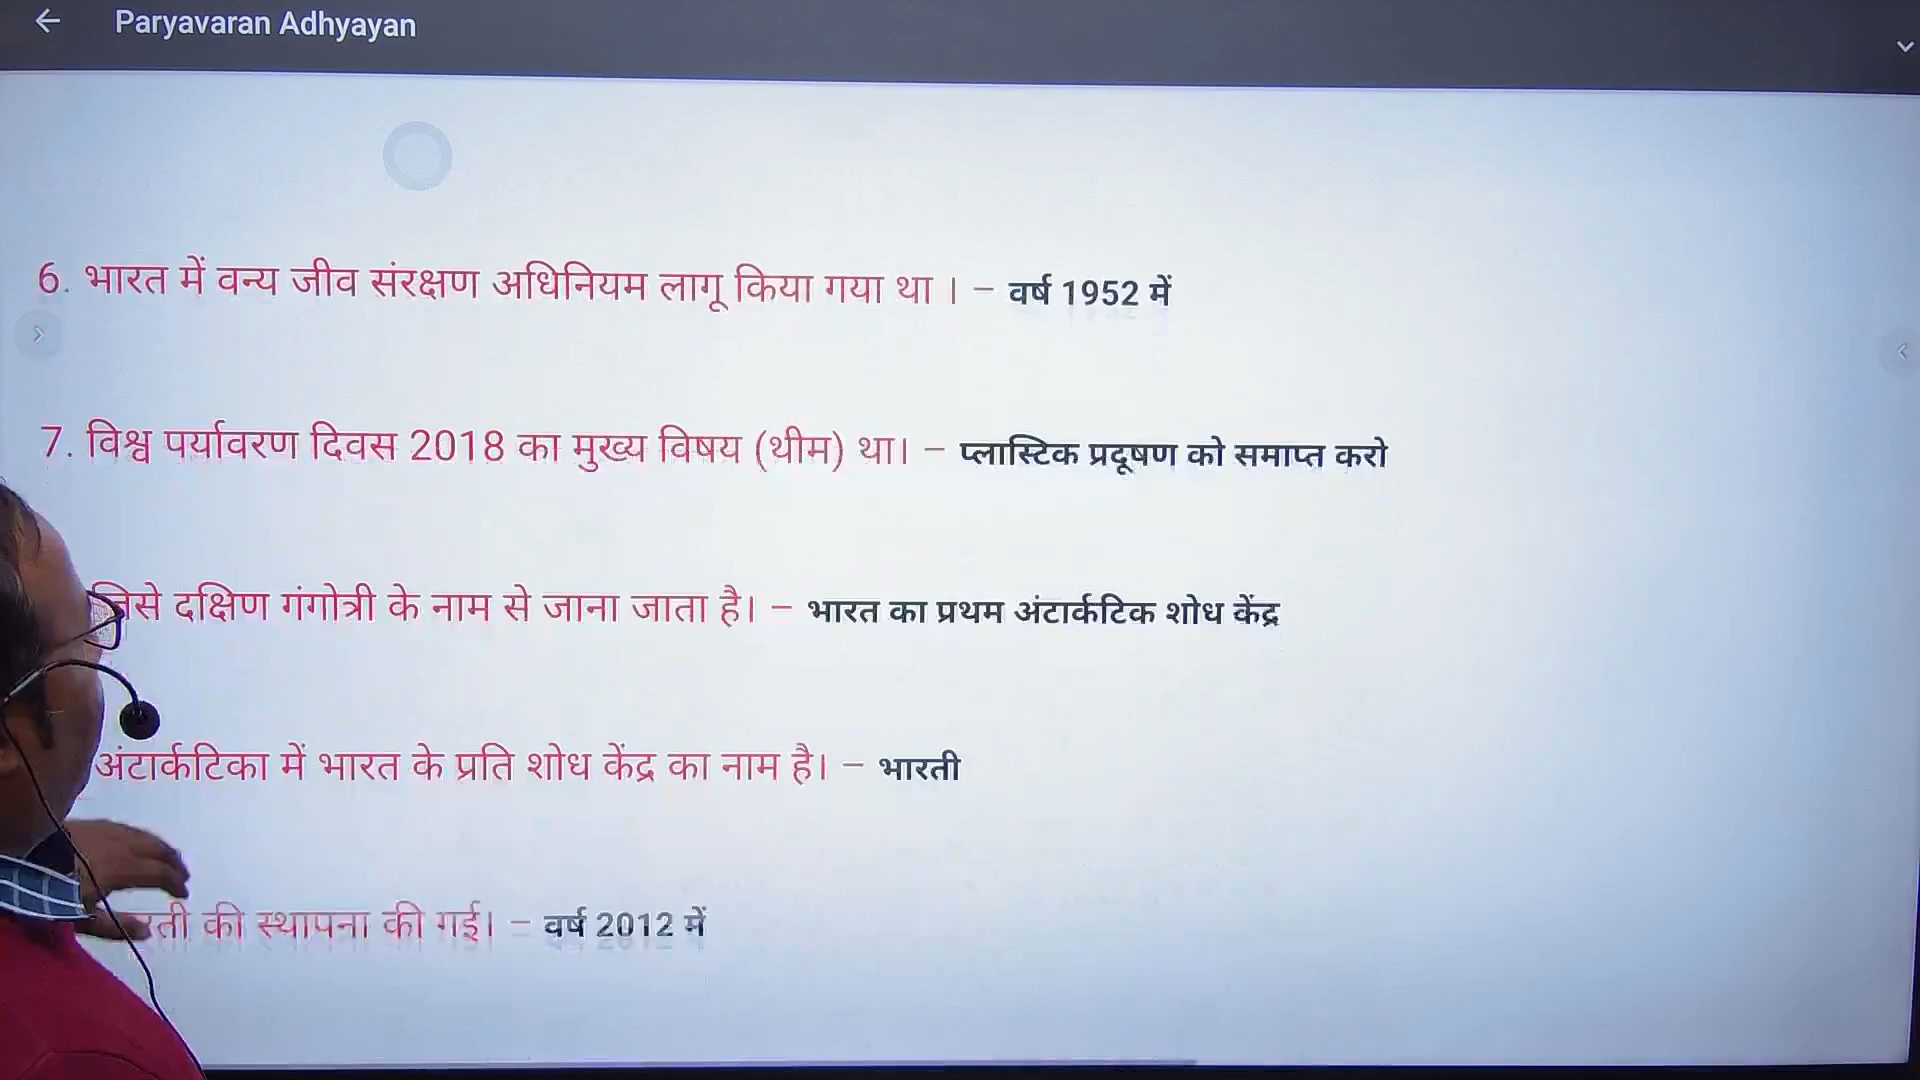 Paryavaran Adhyayan
6. भारत में वन्य जीव संरक्षण अधिनियम लागू किया गया था । – वर्ष 1952 में
7. विश्व पर्यावरण दिवस 2018 का मुख्य विषय (थीम) था। – प्लास्टिक प्रदूषण को समाप्त करो
दक्षिण गंगोत्री के नाम से जाना जाता है। – भारत का प्रथम अंटार्कटिक शोध केंद्र
अंटार्कटिका में भारत के प्रति शोध केंद्र का नाम है। – भारती
की स्थापना की गई। – वर्ष 2012 में